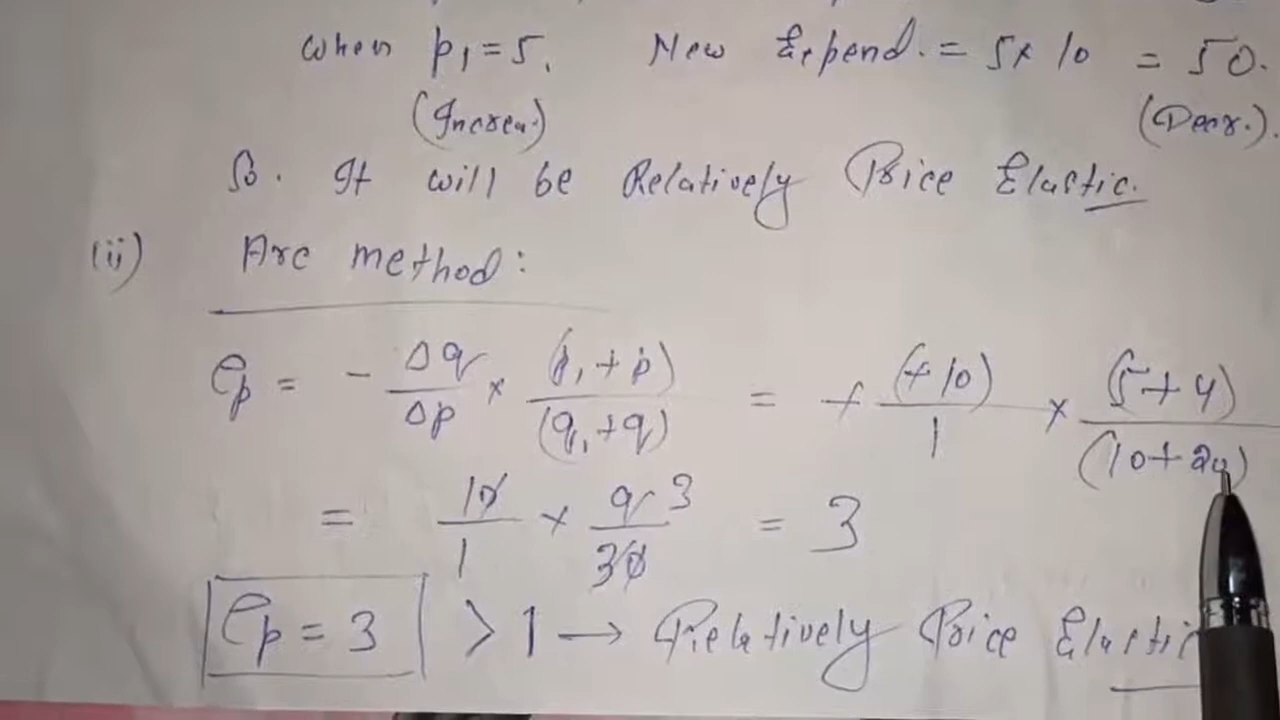 when p₁ = 5. New Expend. = 5 × 10 = 50.
(Increa.) (Decr.).
So. It will be Relatively Price Elastic.
(ii) Arc method:
ep = - Δq/Δp × (p₁ + p)/(q₁ + q) = + (+10)/1 × (5+4)/(10+20)
= 10/1 × 9 3/30 = 3
ep = 3 > 1 → Relatively Price Elastic